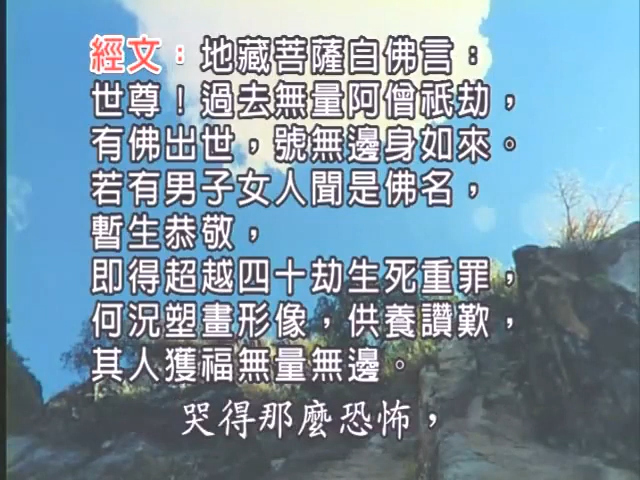 經文：地藏菩薩白佛言：
世尊！過去無量阿僧祇劫，
有佛出世，號無邊身如來。
若有男子女人聞是佛名，
暫生恭敬，
即得超越四十劫生死重罪，
何況塑畫形像，供養讚歎，
其人獲福無量無邊。
哭得那麼恐怖，